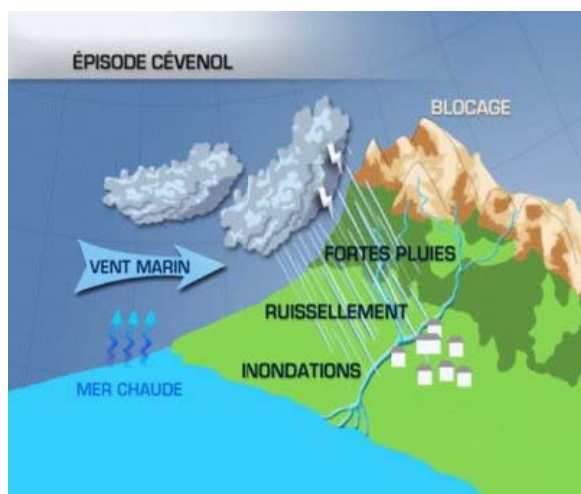 ÉPISODE CÉVENOL
BLOCAGE
FORTES PLUIES
VENT MARIN
RUISSELLEMENT
INONDATIONS
MER CHAUDE